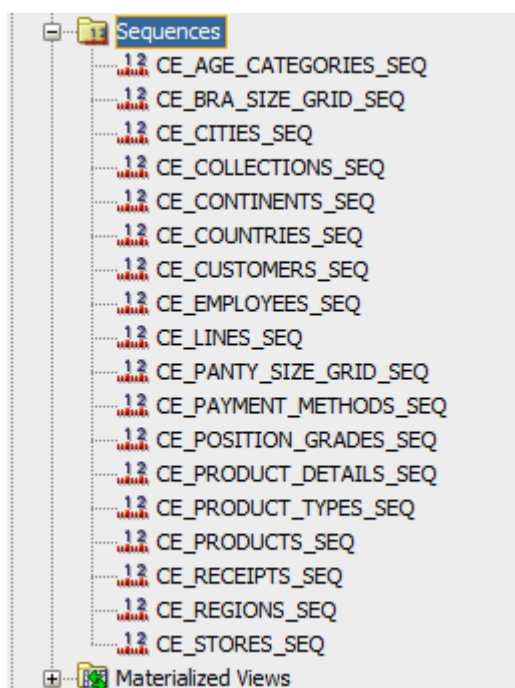 Sequences
CE_AGE_CATEGORIES_SEQ
CE_BRA_SIZE_GRID_SEQ
CE_CITIES_SEQ
CE_COLLECTIONS_SEQ
CE_CONTINENTS_SEQ
CE_COUNTRIES_SEQ
CE_CUSTOMERS_SEQ
CE_EMPLOYEES_SEQ
CE_LINES_SEQ
CE_PANTY_SIZE_GRID_SEQ
CE_PAYMENT_METHODS_SEQ
CE_POSITION_GRADES_SEQ
CE_PRODUCT_DETAILS_SEQ
CE_PRODUCT_TYPES_SEQ
CE_PRODUCTS_SEQ
CE_RECEIPTS_SEQ
CE_REGIONS_SEQ
CE_STORES_SEQ
Materialized Views